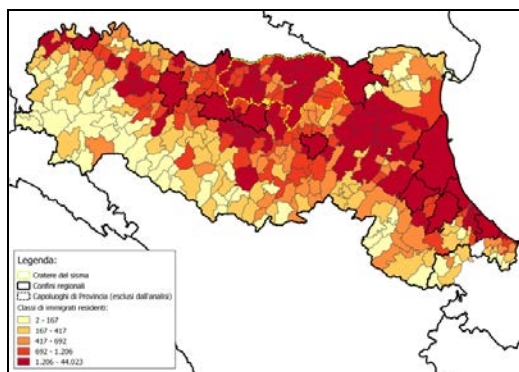 Legenda:
Cratere del sisma
Confini regionali
Capoluoghi di Provincia (esclusi dall'analisi)
Classi di immigrati residenti:
2 - 167
167 - 417
417 - 692
692 - 1.206
1.206 - 44.023